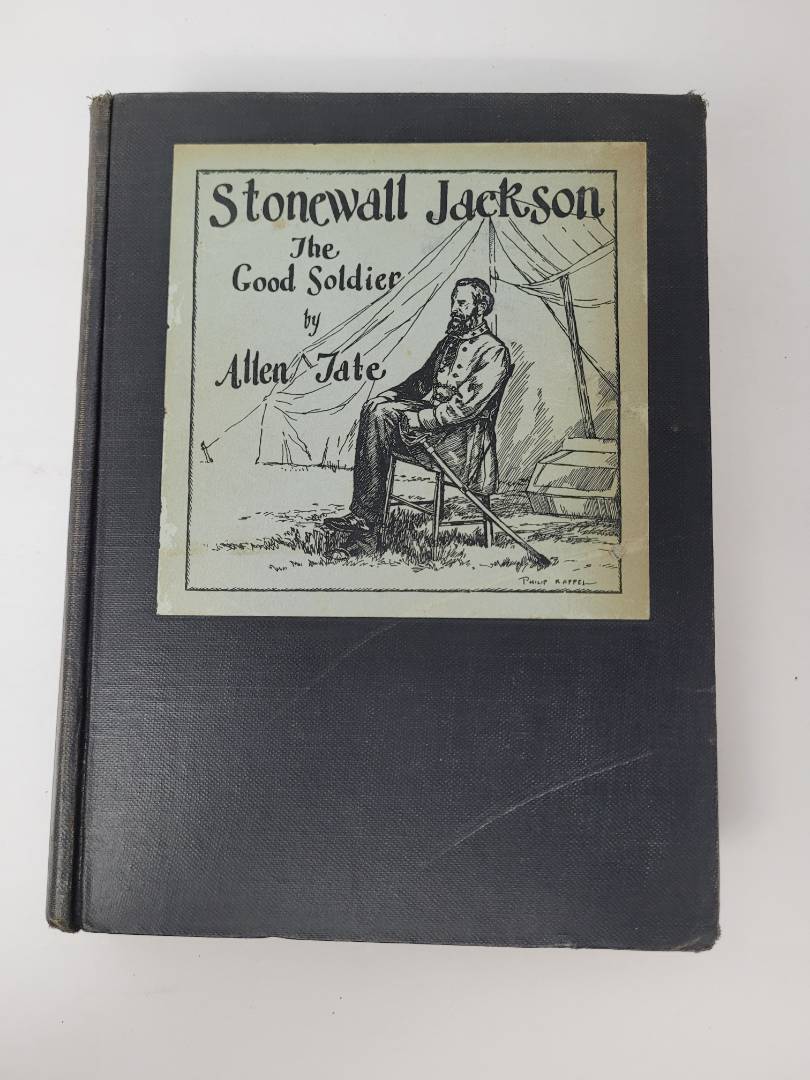 Stonewall Jackson
The
Good Soldier
by
Allen Tate
PHILIP KAPPEL